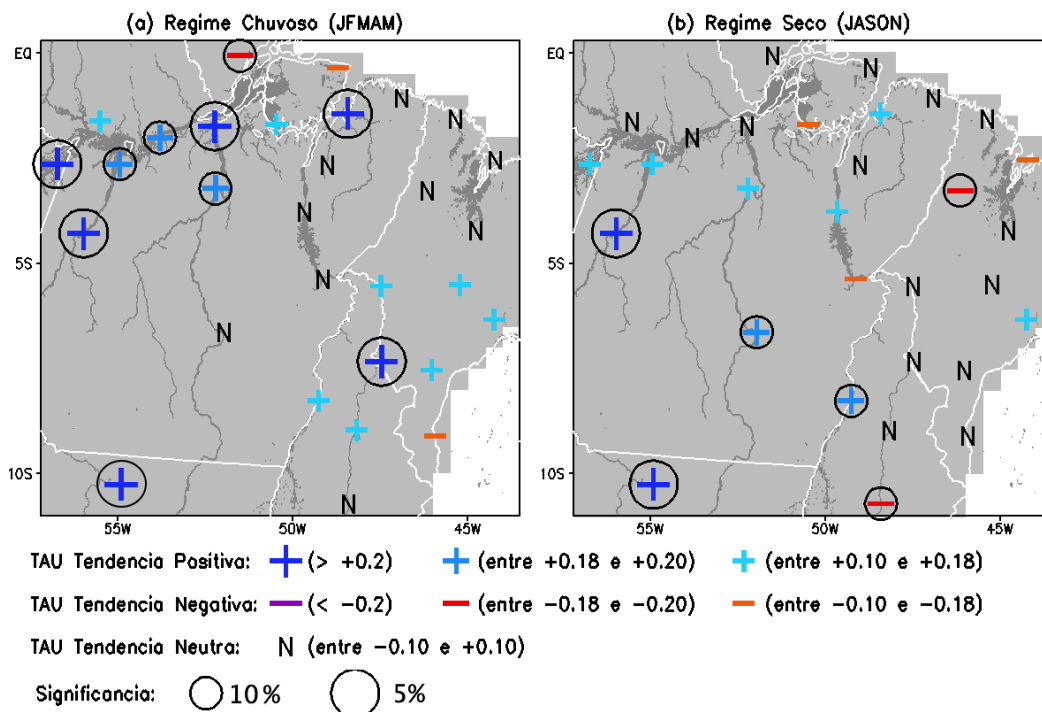 (a) Regime Chuvoso (JFMAM)
(b) Regime Seco (JASON)
EQ
5S
10S
55W 50W 45W
N N N N N N N N N N
EQ
5S
10S
55W 50W 45W
N N N N N N N N N N N N N N N
TAU Tendencia Positiva: (> +0.2) (entre +0.18 e +0.20) (entre +0.10 e +0.18)
TAU Tendencia Negativa: (< −0.2) (entre −0.18 e −0.20) (entre −0.10 e −0.18)
TAU Tendencia Neutra: N (entre −0.10 e +0.10)
Significancia: 10% 5%